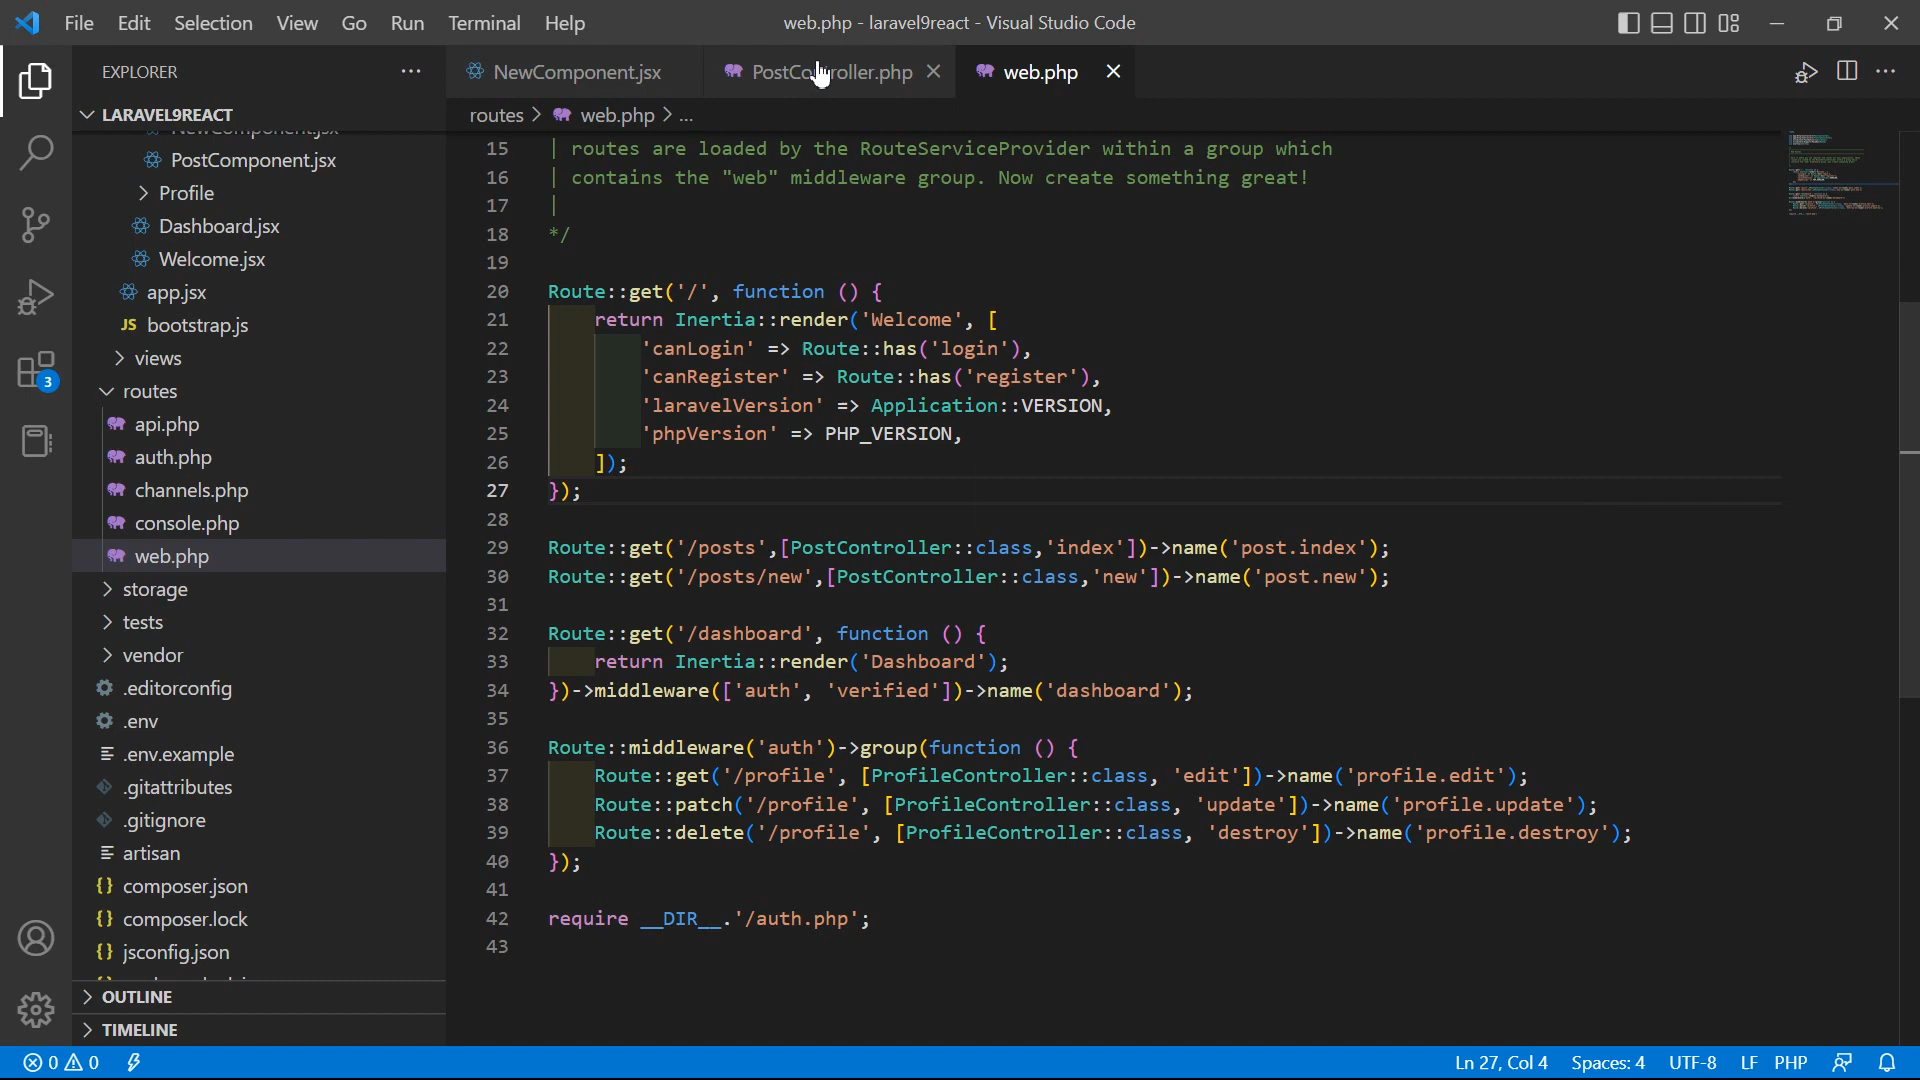 File Edit Selection View Go Run Terminal Help
web.php - laravel9react - Visual Studio Code
EXPLORER
LARAVEL9REACT
NewComponent.jsx
PostComponent.jsx
Profile
Dashboard.jsx
Welcome.jsx
app.jsx
JS bootstrap.js
views
routes
api.php
auth.php
channels.php
console.php
web.php
storage
tests
vendor
.editorconfig
.env
.env.example
.gitattributes
.gitignore
artisan
{} composer.json
{} composer.lock
{} jsconfig.json
OUTLINE
TIMELINE
3
NewComponent.jsx PostController.php web.php
routes > web.php > ...
15 | routes are loaded by the RouteServiceProvider within a group which
16 | contains the "web" middleware group. Now create something great!
17 |
18 */
19
20 Route::get('/', function () {
21 return Inertia::render('Welcome', [
22 'canLogin' => Route::has('login'),
23 'canRegister' => Route::has('register'),
24 'laravelVersion' => Application::VERSION,
25 'phpVersion' => PHP_VERSION,
26 ]);
27 });
28
29 Route::get('/posts',[PostController::class,'index'])->name('post.index');
30 Route::get('/posts/new',[PostController::class,'new'])->name('post.new');
31
32 Route::get('/dashboard', function () {
33 return Inertia::render('Dashboard');
34 })->middleware(['auth', 'verified'])->name('dashboard');
35
36 Route::middleware('auth')->group(function () {
37 Route::get('/profile', [ProfileController::class, 'edit'])->name('profile.edit');
38 Route::patch('/profile', [ProfileController::class, 'update'])->name('profile.update');
39 Route::delete('/profile', [ProfileController::class, 'destroy'])->name('profile.destroy');
40 });
41
42 require __DIR__.'/auth.php';
43
0 0 Ln 27, Col 4 Spaces: 4 UTF-8 LF PHP